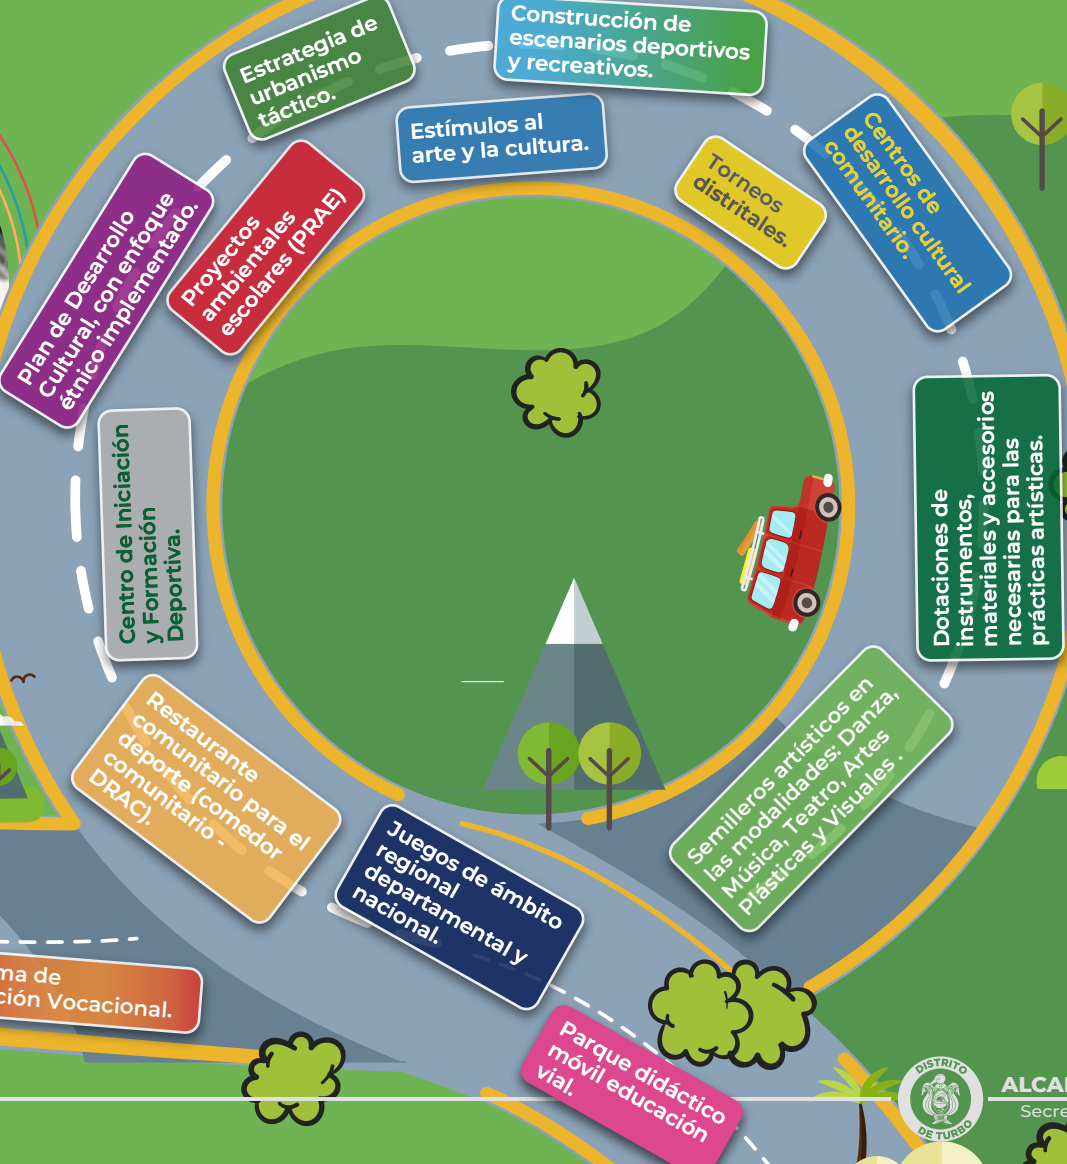 Estrategia de
urbanismo
táctico.
Construcción de
escenarios deportivos
y recreativos.
Estímulos al
arte y la cultura.
Torneos
distritales.
Centros de
desarrollo cultural
comunitario.
Plan de Desarrollo
Cultural, con enfoque
étnico implementado.
Proyectos
ambientales
escolares (PRAE)
Centro de Iniciación
y Formación
Deportiva.
Dotaciones de
instrumentos,
materiales y accesorios
necesarias para las
prácticas artísticas.
Restaurante
comunitario para el
deporte (comedor
comunitario -
DRAC).
Juegos de ámbito
regional
departamental y
nacional.
Semilleros artísticos en
las modalidades: Danza,
Música, Teatro, Artes
Plásticas y Visuales .
ma de
ción Vocacional.
Parque didáctico
móvil educación
vial.
DISTRITO
DE TURBO
ALCA
Secre